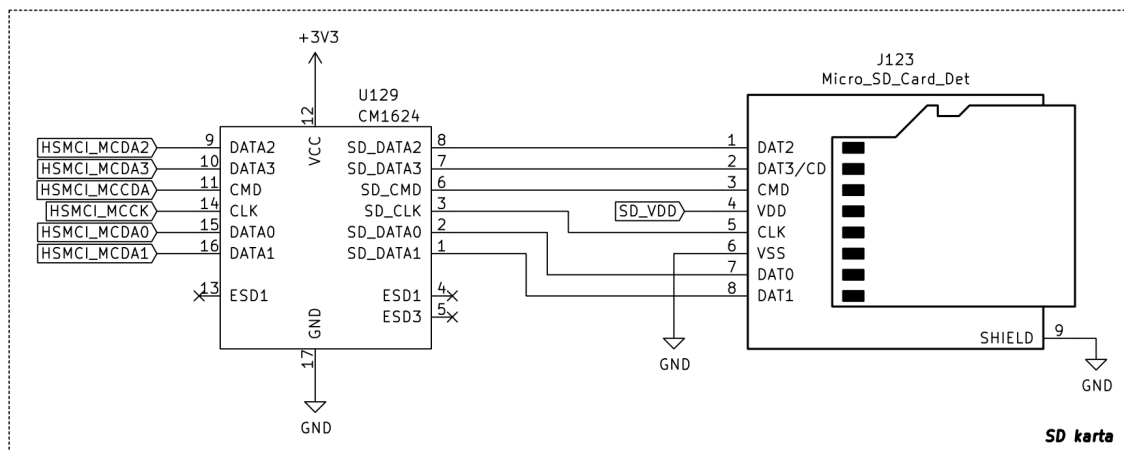 +3V3
J123
Micro_SD_Card_Det
U129
CM1624
12
VCC
HSMCI_MCDA2 9 DATA2 SD_DATA2 8 1 DAT2
HSMCI_MCDA3 10 DATA3 SD_DATA3 7 2 DAT3/CD
HSMCI_MCCDA 11 CMD SD_CMD 6 3 CMD
HSMCI_MCCK 14 CLK SD_CLK 3 SD_VDD 4 VDD
HSMCI_MCDA0 15 DATA0 SD_DATA0 2 5 CLK
HSMCI_MCDA1 16 DATA1 SD_DATA1 1 6 VSS
7 DAT0
13 ESD1 ESD1 4 8 DAT1
ESD3 5
GND
17
SHIELD 9
GND
GND
GND
SD karta